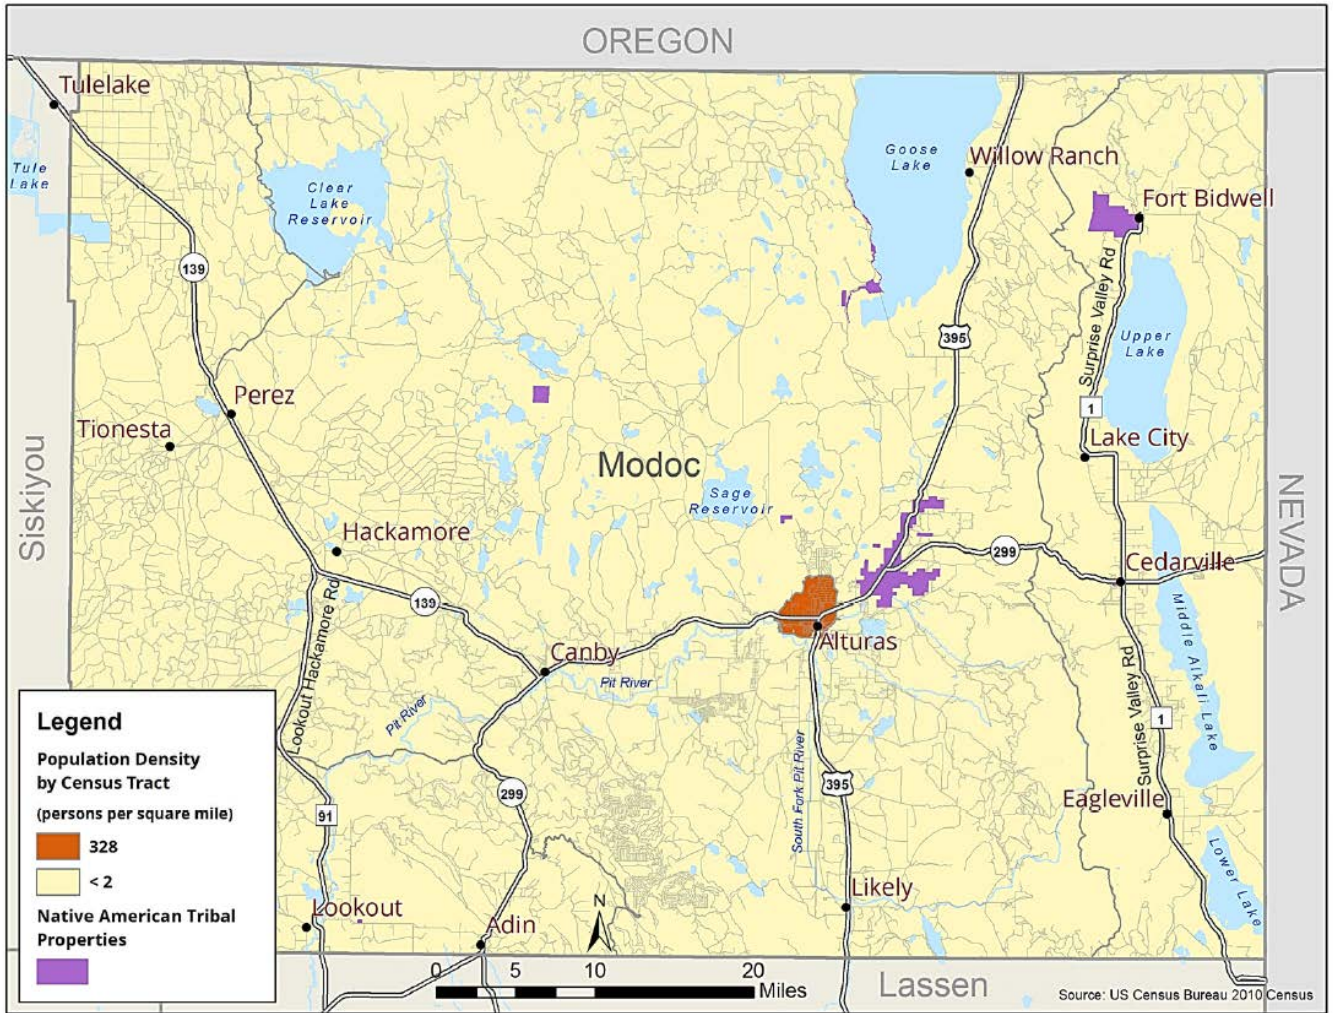 OREGON
Tulelake
Tule
Lake
Clear
Lake
Reservoir
Goose
Lake
Willow Ranch
Fort Bidwell
139
395
Surprise Valley Rd
Upper
Lake
1
Perez
Tionesta
Lake City
Modoc
Sage
Reservoir
Siskiyou
NEVADA
Hackamore
299
Cedarville
139
Lookout Hackamore Rd
Alturas
Middle Alkali Lake
Canby
Pit River
Pit River
Surprise Valley Rd
1
South Fork Pit River
395
299
91
Eagleville
Lower Lake
Likely
Lookout
Adin
N
Legend
Population Density
by Census Tract
(persons per square mile)
328
< 2
Native American Tribal
Properties
0 5 10 20
Miles
Lassen
Source: US Census Bureau 2010 Census